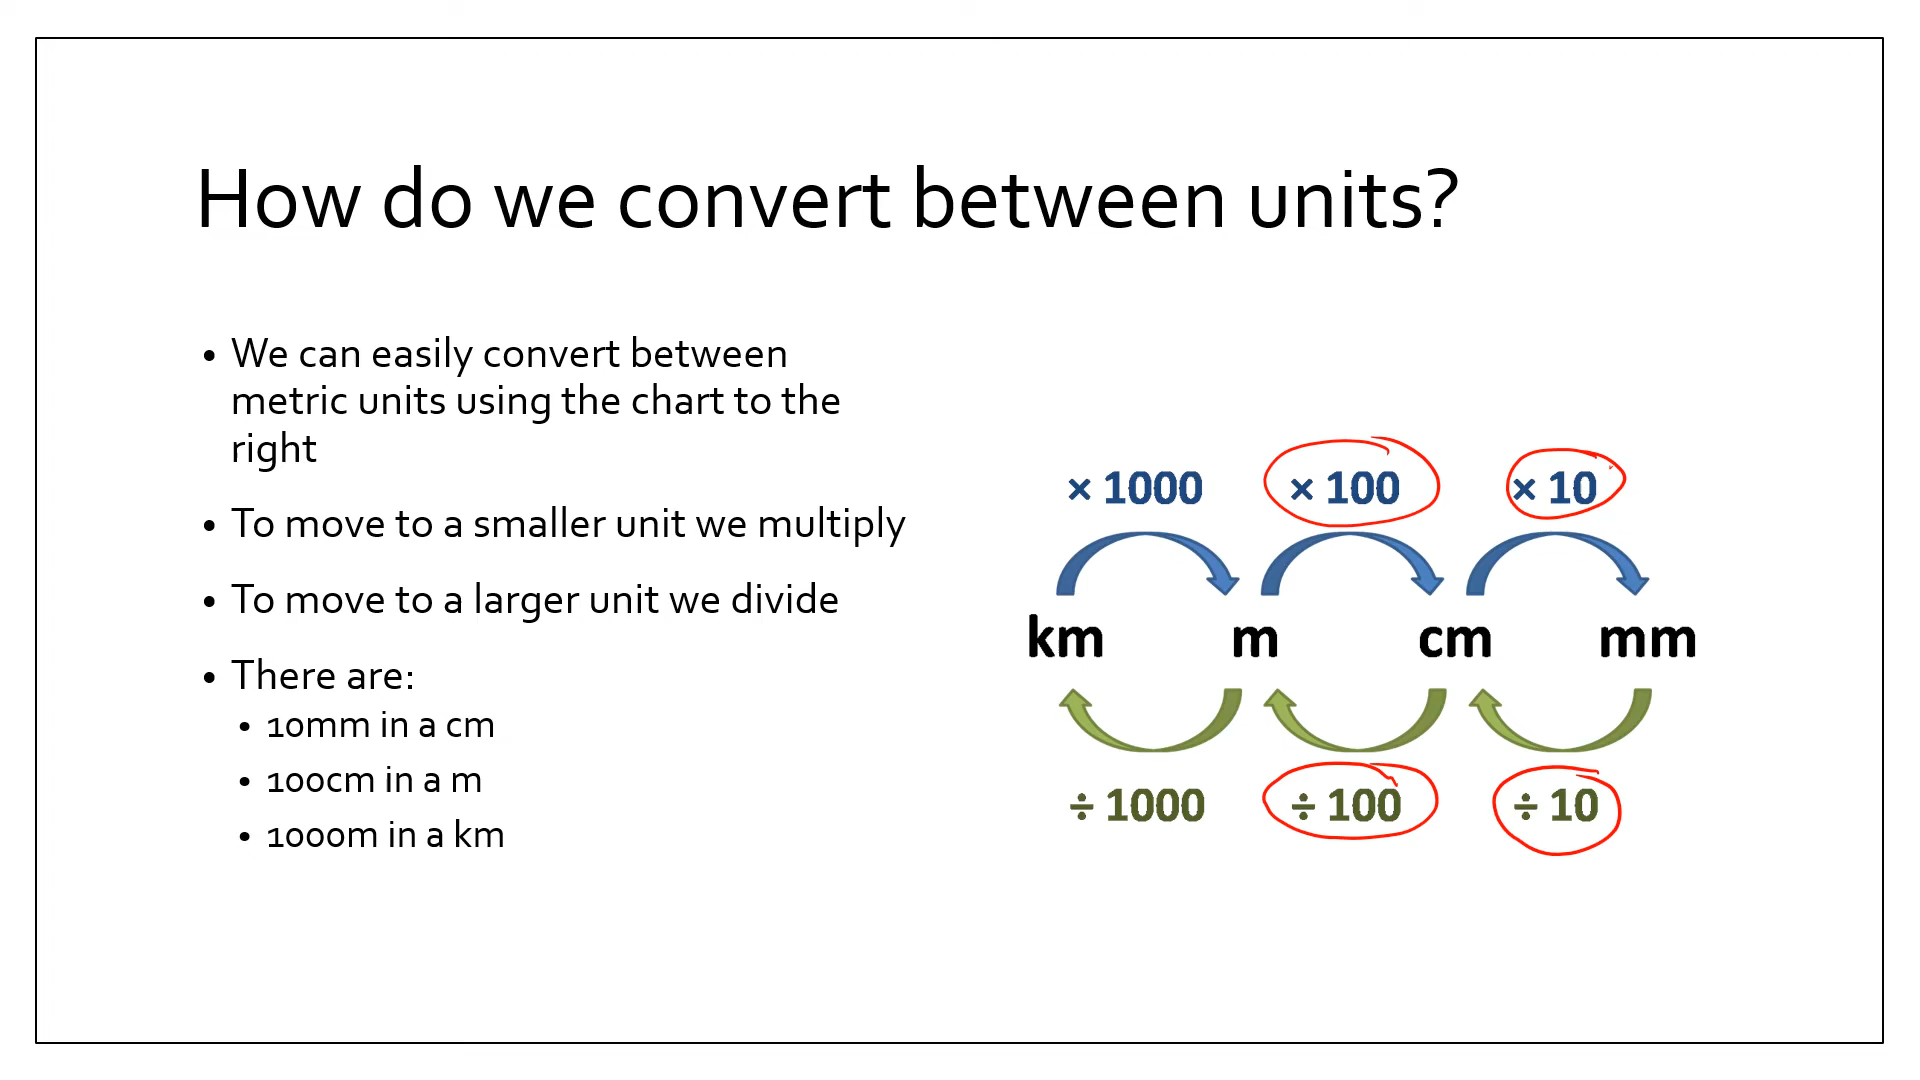 How do we convert between units?
• We can easily convert between
metric units using the chart to the
right
• To move to a smaller unit we multiply
• To move to a larger unit we divide
• There are:
• 10mm in a cm
• 100cm in a m
• 1000m in a km
× 1000 × 100 × 10
km m cm mm
÷ 1000 ÷ 100 ÷ 10